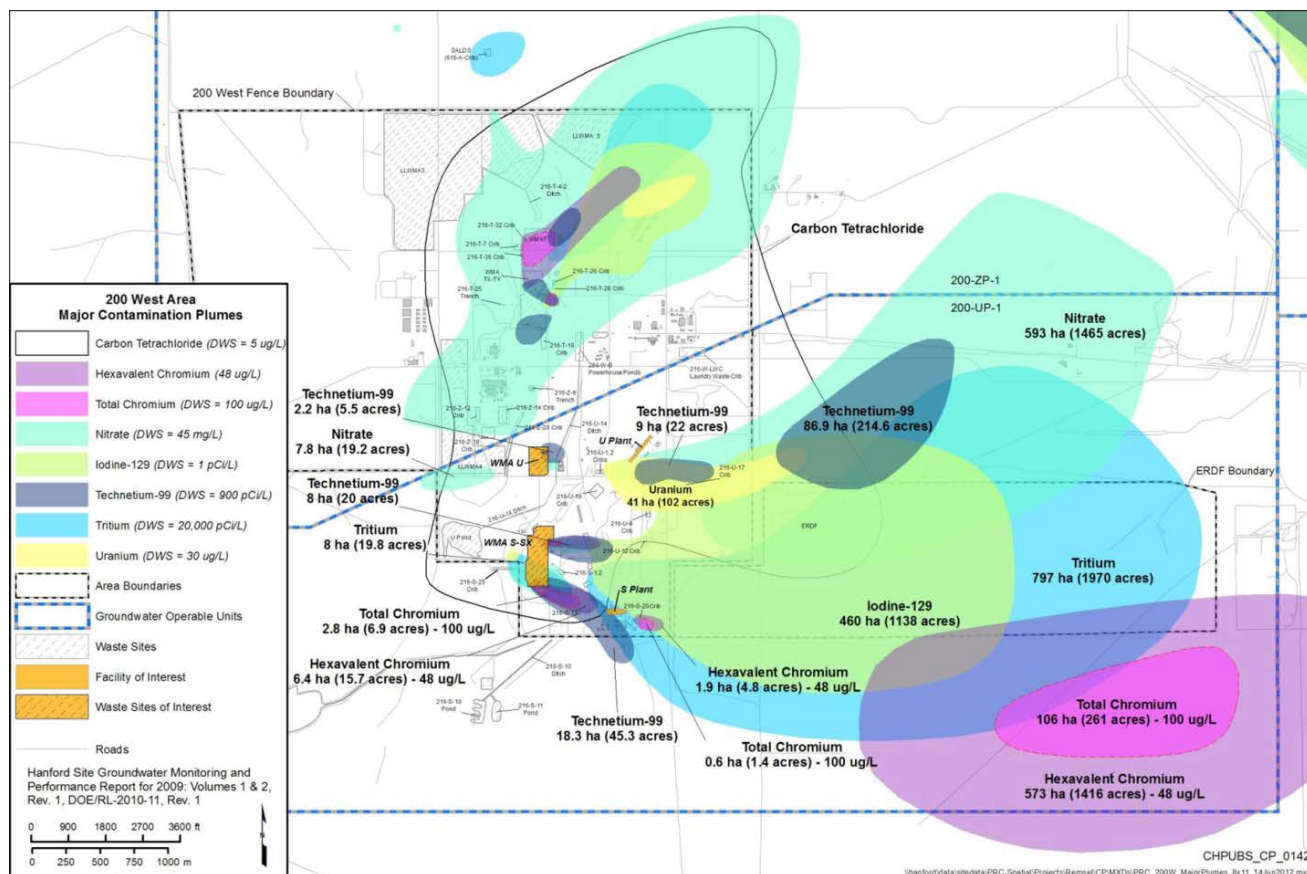 SALDS
(616-A-Crib)
200 West Fence Boundary
LLWMA 5
LLWMA3
216-T-4-2
Ditch
216-T-32 Crib
216-T-7 Crib
216-T-36 Crib
WMA T
WMA
TX-TY
216-T-26 Crib
216-T-28 Crib
216-T-25
Trench
216-T-19
Crib
284-W-B
Powerhouse Ponds
216-W-LWC
Laundry Waste Crib
Carbon Tetrachloride
200-ZP-1
200-UP-1
Nitrate
593 ha (1465 acres)
200 West Area
Major Contamination Plumes
Carbon Tetrachloride (DWS = 5 ug/L)
Hexavalent Chromium (48 ug/L)
Total Chromium (DWS = 100 ug/L)
Nitrate (DWS = 45 mg/L)
Iodine-129 (DWS = 1 pCi/L)
Technetium-99 (DWS = 900 pCi/L)
Tritium (DWS = 20,000 pCi/L)
Uranium (DWS = 30 ug/L)
Area Boundaries
Groundwater Operable Units
Waste Sites
Facility of Interest
Waste Sites of Interest
Roads
Hanford Site Groundwater Monitoring and
Performance Report for 2009: Volumes 1 & 2,
Rev. 1, DOE/RL-2010-11, Rev. 1
0 900 1800 2700 3600 ft
0 250 500 750 1000 m
N
Technetium-99
2.2 ha (5.5 acres)
Nitrate
7.8 ha (19.2 acres)
Technetium-99
8 ha (20 acres)
Tritium
8 ha (19.8 acres)
216-Z-9
Trench
216-Z-12
Crib
216-U-14
Ditch
LLWMA4
WMA U
216-U-1,2
Cribs
U Plant
Technetium-99
9 ha (22 acres)
216-U-17
Crib
Uranium
41 ha (102 acres)
Technetium-99
86.9 ha (214.6 acres)
ERDF Boundary
ERDF
216-U-14 Ditch
U Pond
WMA S-SX
216-U-12 Crib
216-S-25
Crib
S Plant
216-S-20 Crib
Tritium
797 ha (1970 acres)
Iodine-129
460 ha (1138 acres)
Total Chromium
2.8 ha (6.9 acres) - 100 ug/L
Hexavalent Chromium
6.4 ha (15.7 acres) - 48 ug/L
216-S-10
Ditch
216-S-10
Pond
216-S-11
Pond
Technetium-99
18.3 ha (45.3 acres)
Hexavalent Chromium
1.9 ha (4.8 acres) - 48 ug/L
Total Chromium
0.6 ha (1.4 acres) - 100 ug/L
Total Chromium
106 ha (261 acres) - 100 ug/L
Hexavalent Chromium
573 ha (1416 acres) - 48 ug/L
CHPUBS_CP_0142